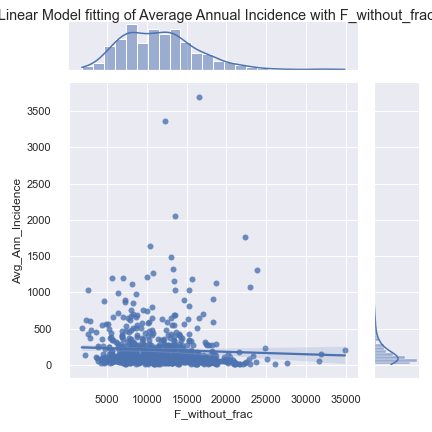 Linear Model fitting of Average Annual Incidence with F_without_frac
3500
3000
2500
2000
1500
1000
500
0
Avg_Ann_Incidence
5000 10000 15000 20000 25000 30000 35000
F_without_frac